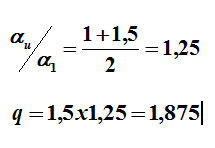 αu/α1 = 1+1,5/2 = 1,25
q = 1,5x1,25 = 1,875